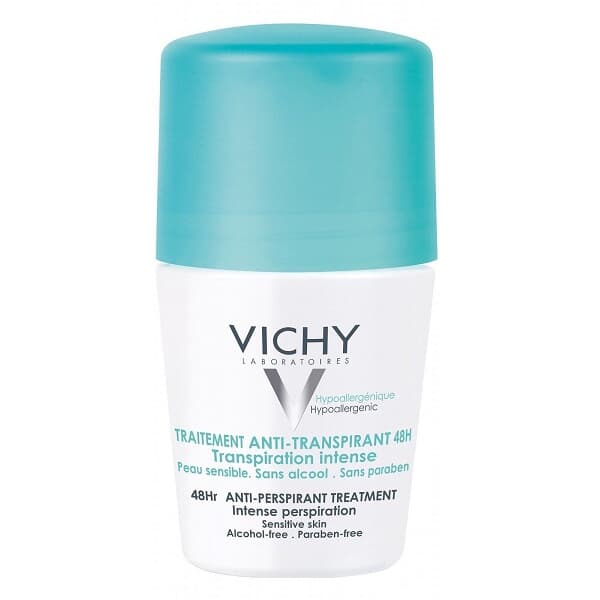 VICHY
LABORATOIRES
Hypoallergénique
Hypoallergenic
TRAITEMENT ANTI-TRANSPIRANT 48H
Transpiration intense
Peau sensible. Sans alcool . Sans paraben
48Hr ANTI-PERSPIRANT TREATMENT
Intense perspiration
Sensitive skin
Alcohol-free . Paraben-free